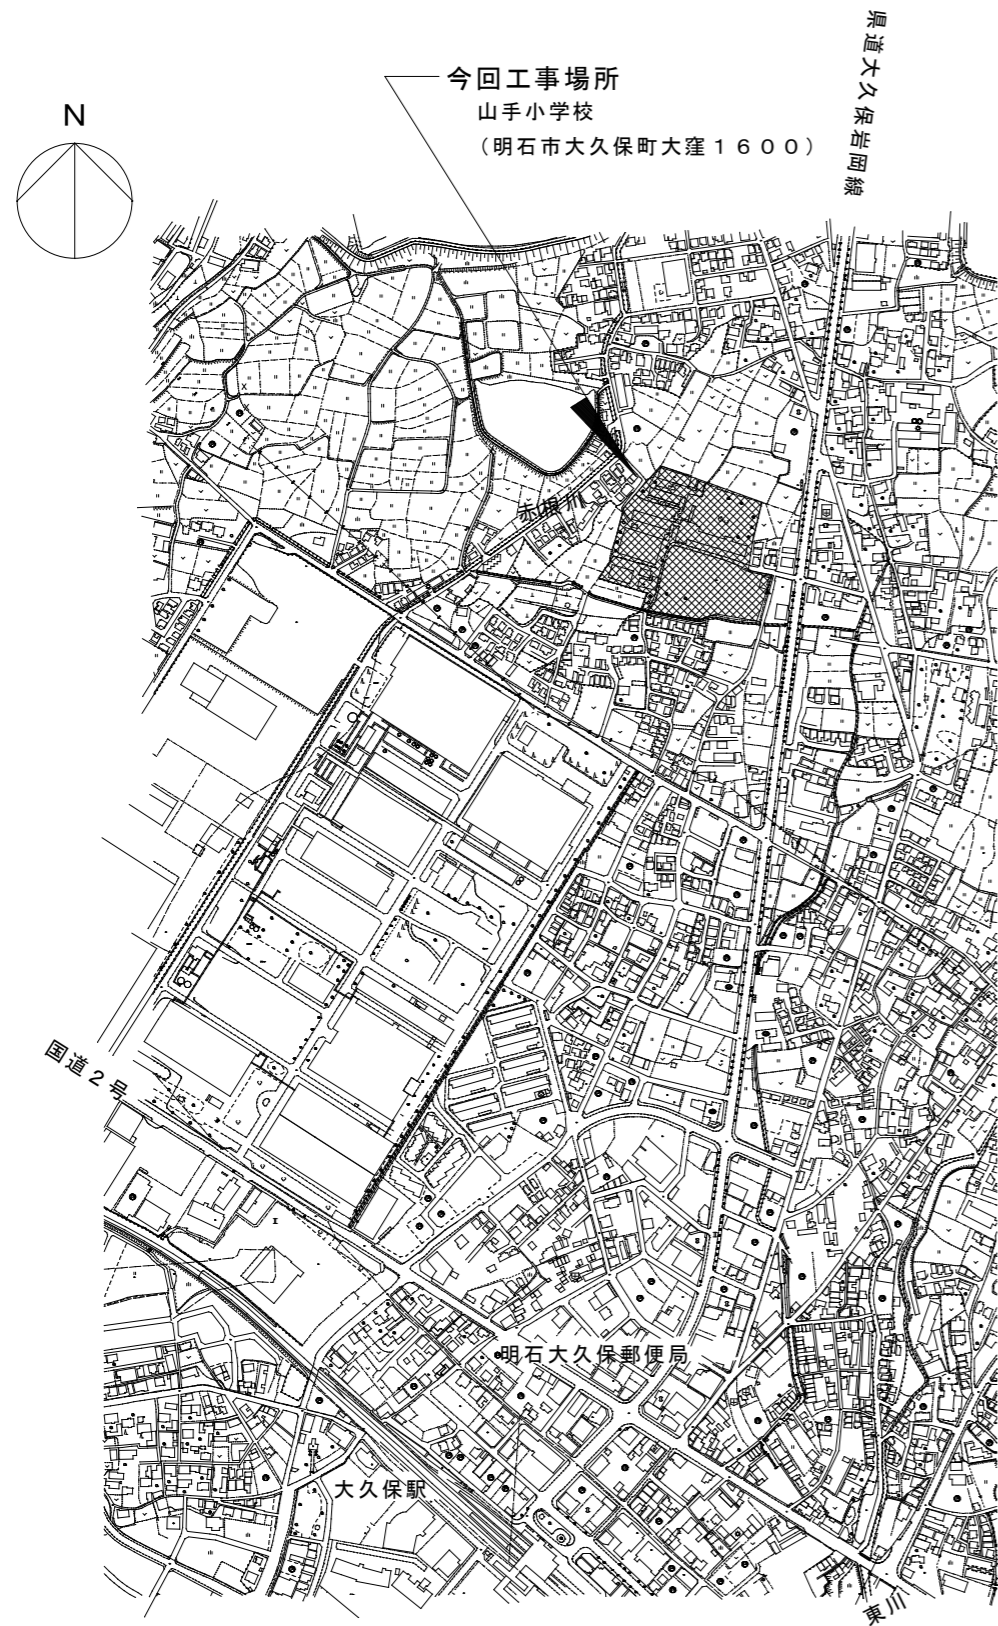 県道大久保岩岡線
今回工事場所
山手小学校
(明石市大久保町大窪1600)
N
赤根川
国道2号
明石大久保郵便局
大久保駅
東川